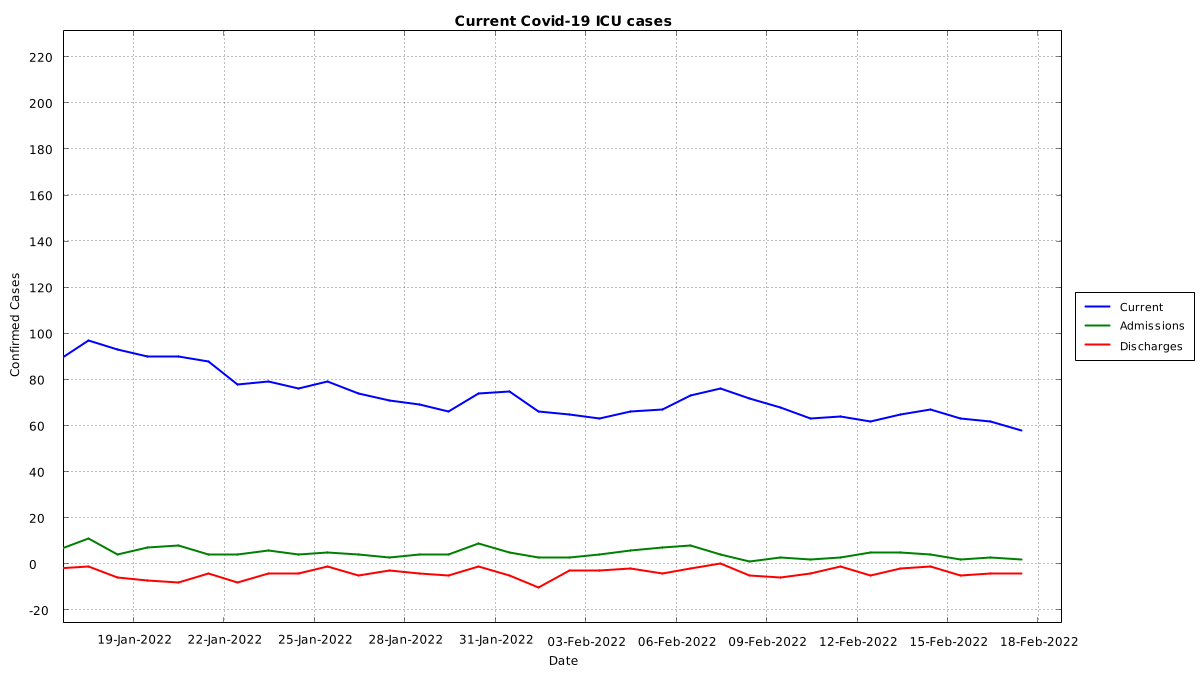 Current Covid-19 ICU cases
220
200
180
160
140
120
100
80
60
40
20
0
-20
Confirmed Cases
19-Jan-2022 22-Jan-2022 25-Jan-2022 28-Jan-2022 31-Jan-2022 03-Feb-2022 06-Feb-2022 09-Feb-2022 12-Feb-2022 15-Feb-2022 18-Feb-2022
Date
Current
Admissions
Discharges